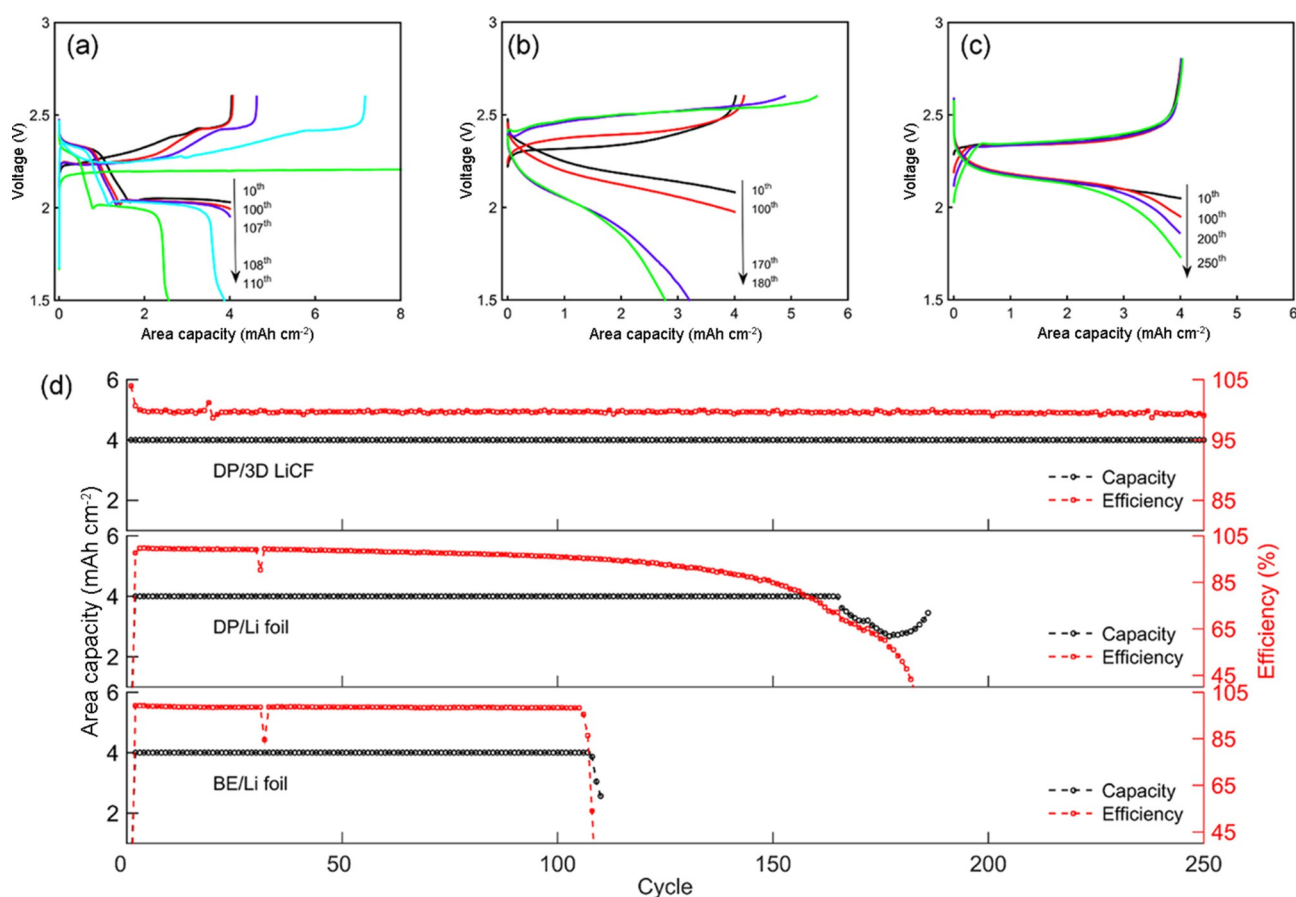 (a)
3
2.5
2
1.5
Voltage (V)
10th
100th
107th
108th
110th
0 2 4 6 8
Area capacity (mAh cm-2)
(b)
3
2.5
2
1.5
Voltage (V)
10th
100th
170th
180th
0 1 2 3 4 5 6
Area capacity (mAh cm-2)
(c)
3
2.5
2
1.5
Voltage (V)
10th
100th
200th
250th
0 1 2 3 4 5 6
Area capacity (mAh cm-2)
(d)
6 105
4 95
DP/3D LiCF
Capacity
2 85
Efficiency
6 105
4 85
DP/Li foil
65
Capacity
2
Efficiency
45
6 105
85
4
BE/Li foil
65
Capacity
2
Efficiency
45
Area capacity (mAh cm-2)
Efficiency (%)
0 50 100 150 200 250
Cycle